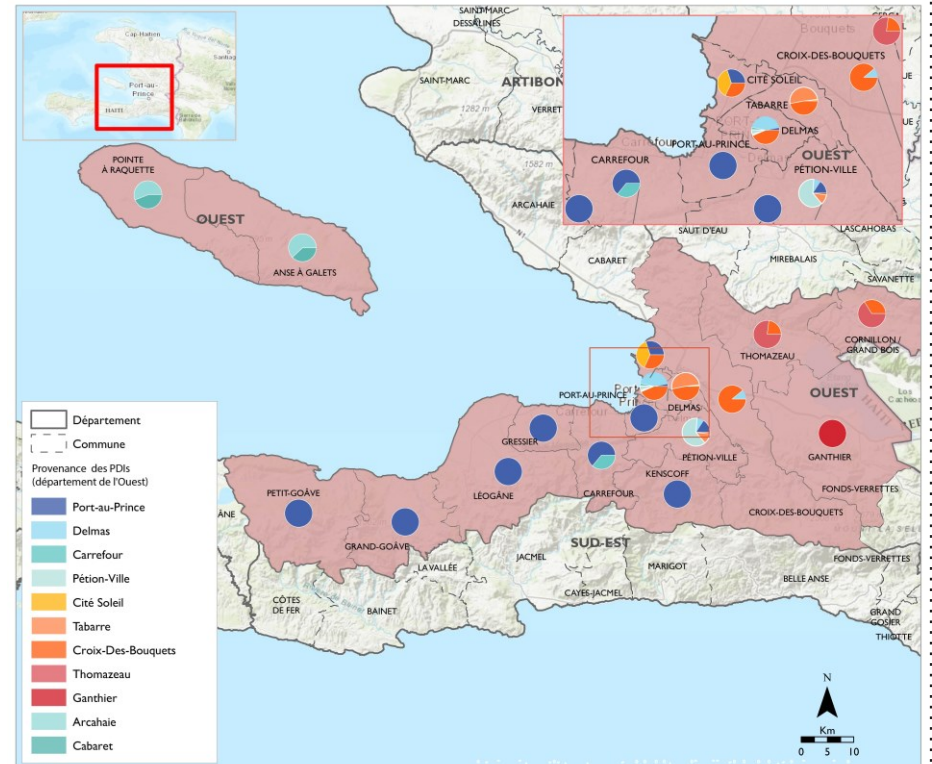 Cap Haitien
Port-au-
Prince
HAITI
SAINT-MARC
DESSALINES
SAINT-MARC
ARTIBON
1282 m
VERRET
1582 m
ARCAHAIE
CABARET
SAUT D'EAU
MIREBALAIS
LASCAHOBAS
SAVANETTE
Bouquets
CROIX-DES-BOUQUETS
CITÉ SOLEIL
TABARRE
DELMAS
Carrefour
PORT-AU-PRINCE
CARREFOUR
OUEST
PÉTION-VILLE
POINTE
À RAQUETTE
OUEST
ANSE À GALETS
THOMAZEAU
CORNILLON /
GRAND BOIS
OUEST
PORT-AU-PRINCE
DELMAS
Carrefour
GRESSIER
PÉTION-VILLE
GANTHIER
LÉOGÂNE
CARREFOUR
KENSCOFF
FONDS-VERRETTES
PETIT-GOÂVE
CROIX-DES-BOUQUETS
GRAND-GOÂVE
SUD-EST
LA VALLÉE
JACMEL
MARIGOT
FONDS-VERRETTES
BELLE ANSE
CÔTES
DE FER
BAINET
CAYES-JACMEL
GRAND
GOSIER
THIOTTE
Département
Commune
Provenance des PDIs
(département de l'Ouest)
Port-au-Prince
Delmas
Carrefour
Pétion-Ville
Cité Soleil
Tabarre
Croix-Des-Bouquets
Thomazeau
Ganthier
Arcahaie
Cabaret
N
Km
0 5 10